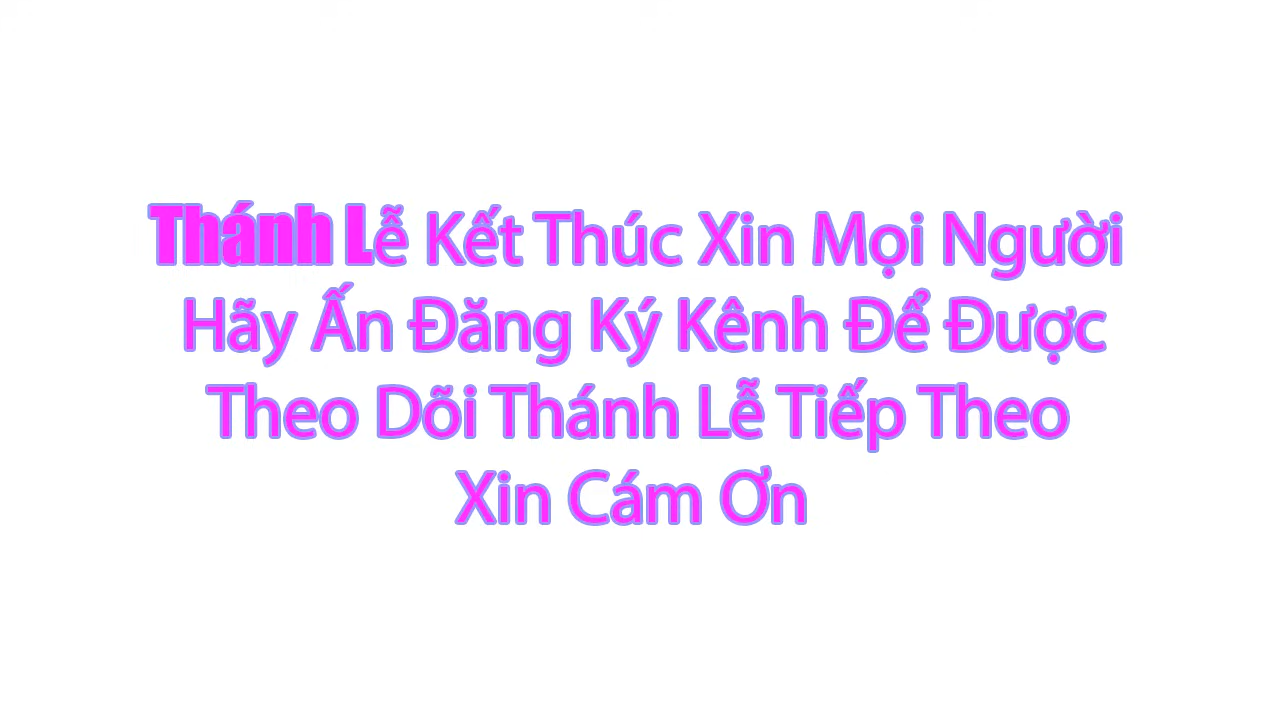 Thánh Lễ Kết Thúc Xin Mọi Người
Hãy Ấn Đăng Ký Kênh Để Được
Theo Dõi Thánh Lễ Tiếp Theo
Xin Cám Ơn